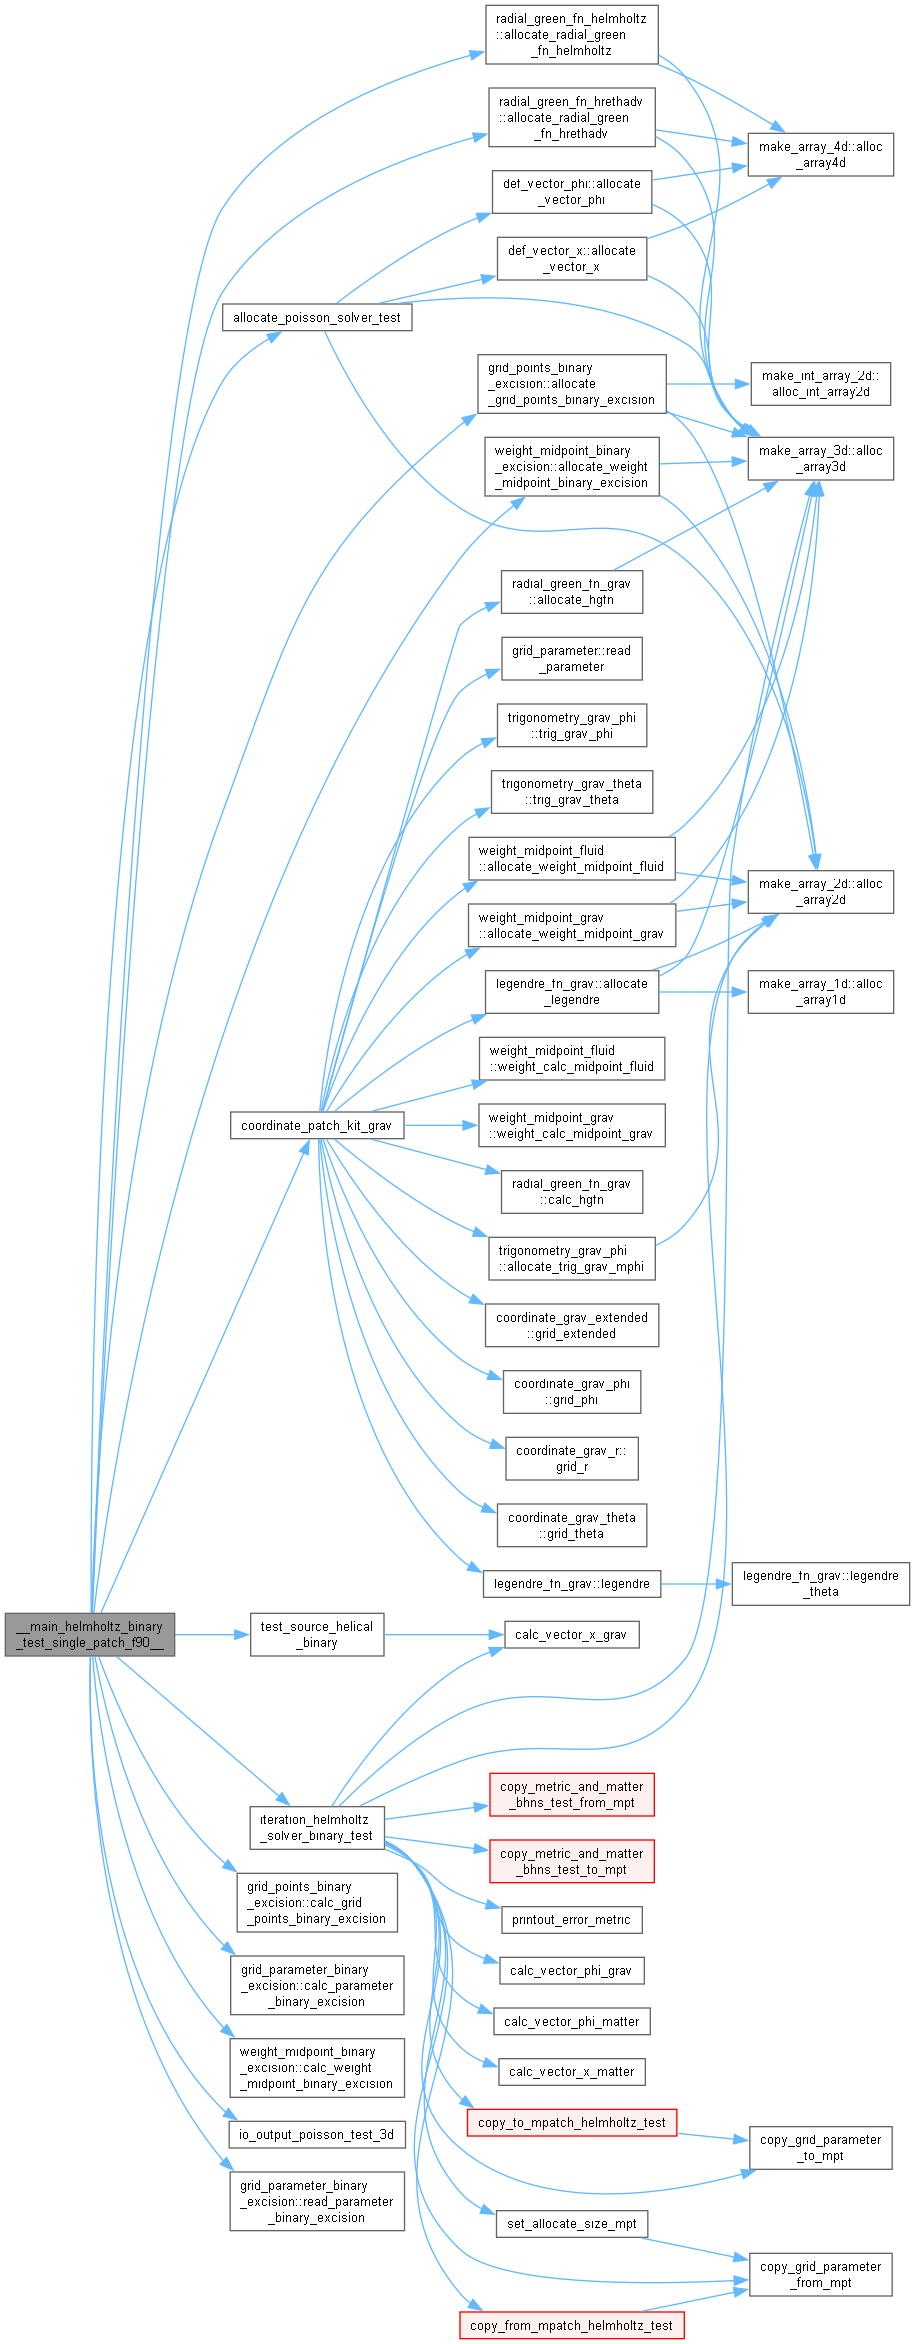 radial_green_fn_helmholtz
::allocate_radial_green
_fn_helmholtz
radial_green_fn_hrethadv
::allocate_radial_green
_fn_hrethadv
make_array_4d::alloc
_array4d
def_vector_phi::allocate
_vector_phi
def_vector_x::allocate
_vector_x
allocate_poisson_solver_test
grid_points_binary
_excision::allocate
_grid_points_binary_excision
make_int_array_2d::
alloc_int_array2d
weight_midpoint_binary
_excision::allocate_weight
_midpoint_binary_excision
make_array_3d::alloc
_array3d
radial_green_fn_grav
::allocate_hgfn
grid_parameter::read
_parameter
trigonometry_grav_phi
::trig_grav_phi
trigonometry_grav_theta
::trig_grav_theta
weight_midpoint_fluid
::allocate_weight_midpoint_fluid
make_array_2d::alloc
_array2d
weight_midpoint_grav
::allocate_weight_midpoint_grav
legendre_fn_grav::allocate
_legendre
make_array_1d::alloc
_array1d
weight_midpoint_fluid
::weight_calc_midpoint_fluid
coordinate_patch_kit_grav
weight_midpoint_grav
::weight_calc_midpoint_grav
radial_green_fn_grav
::calc_hgfn
trigonometry_grav_phi
::allocate_trig_grav_mphi
coordinate_grav_extended
::grid_extended
coordinate_grav_phi
::grid_phi
coordinate_grav_r::
grid_r
coordinate_grav_theta
::grid_theta
legendre_fn_grav::legendre
legendre_fn_grav::legendre
_theta
__main_helmholtz_binary
_test_single_patch_f90__
test_source_helical
_binary
calc_vector_x_grav
copy_metric_and_matter
_bhns_test_from_mpt
iteration_helmholtz
_solver_binary_test
copy_metric_and_matter
_bhns_test_to_mpt
grid_points_binary
_excision::calc_grid
_points_binary_excision
printout_error_metric
grid_parameter_binary
_excision::calc_parameter
_binary_excision
calc_vector_phi_grav
calc_vector_phi_matter
weight_midpoint_binary
_excision::calc_weight
_midpoint_binary_excision
calc_vector_x_matter
io_output_poisson_test_3d
copy_to_mpatch_helmholtz_test
copy_grid_parameter
_to_mpt
grid_parameter_binary
_excision::read_parameter
_binary_excision
set_allocate_size_mpt
copy_grid_parameter
_from_mpt
copy_from_mpatch_helmholtz_test